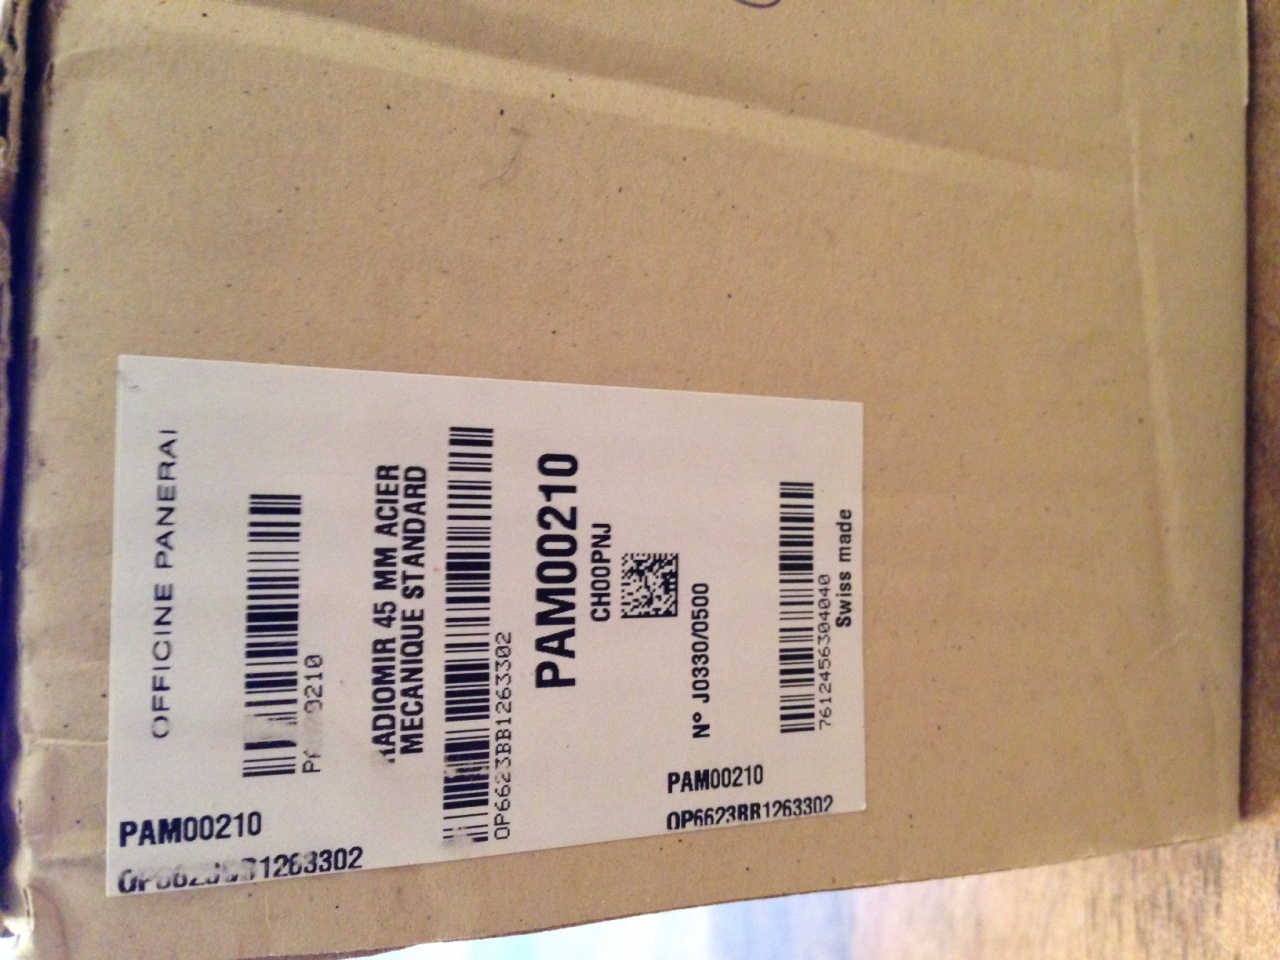 OFFICINE PANERAI
RADIOMIR 45 MM ACIER
MECANIQUE STANDARD
OP6623BB1263302
PAM00210
CH00PNJ
N° J0330/0500
7612456304040
Swiss made
PAM00210
OP6623BB1263302
PAM00210